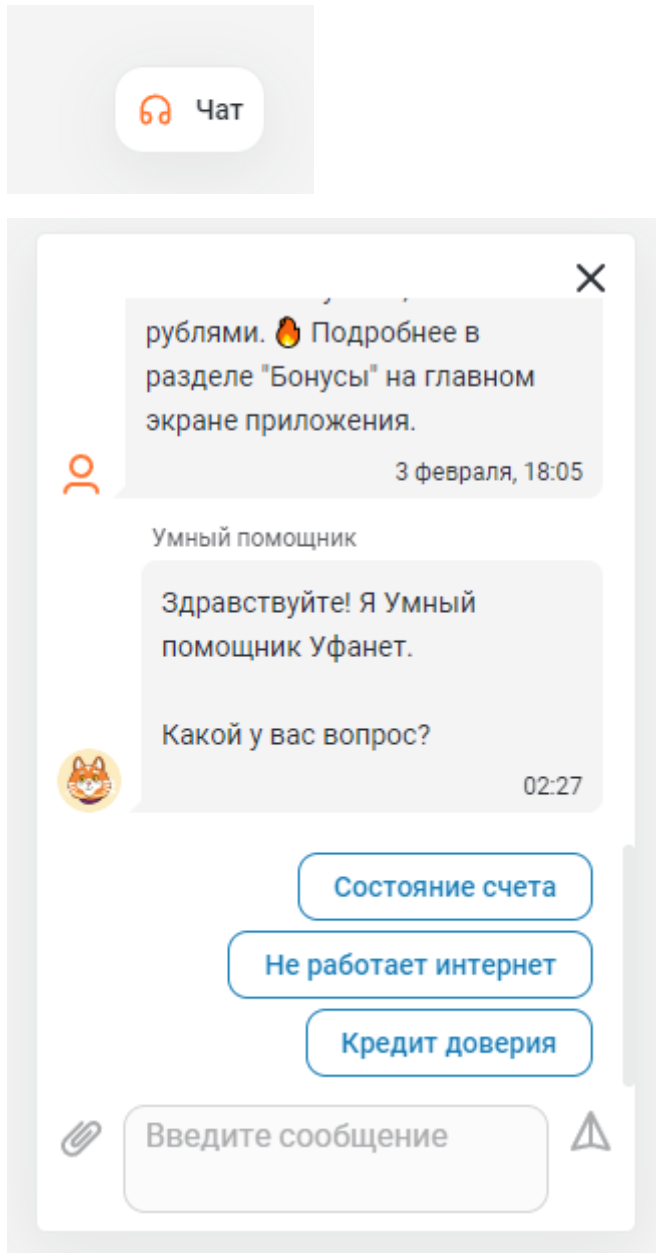 Чат
рублями. 🔥 Подробнее в
разделе "Бонусы" на главном
экране приложения.
3 февраля, 18:05
Умный помощник
Здравствуйте! Я Умный
помощник Уфанет.
Какой у вас вопрос?
02:27
Состояние счета
Не работает интернет
Кредит доверия
Введите сообщение